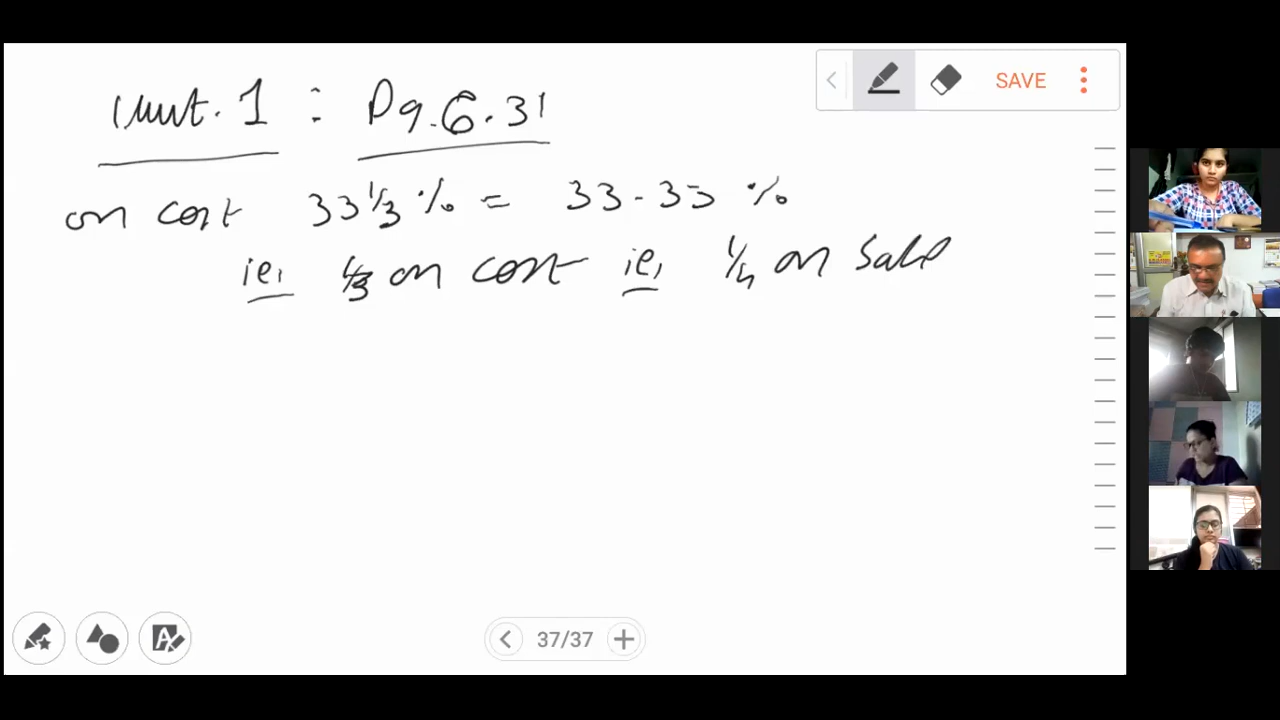 Unit.1 : Pg.6.31
SAVE
on cost 33 1/3 % = 33.33 %
ie, 1/3 on cost ie, 1/4 on Sale
37/37